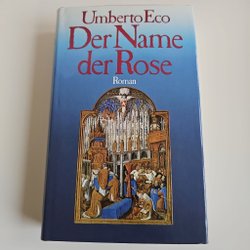 Umberto Eco
Der Name
der Rose
Roman